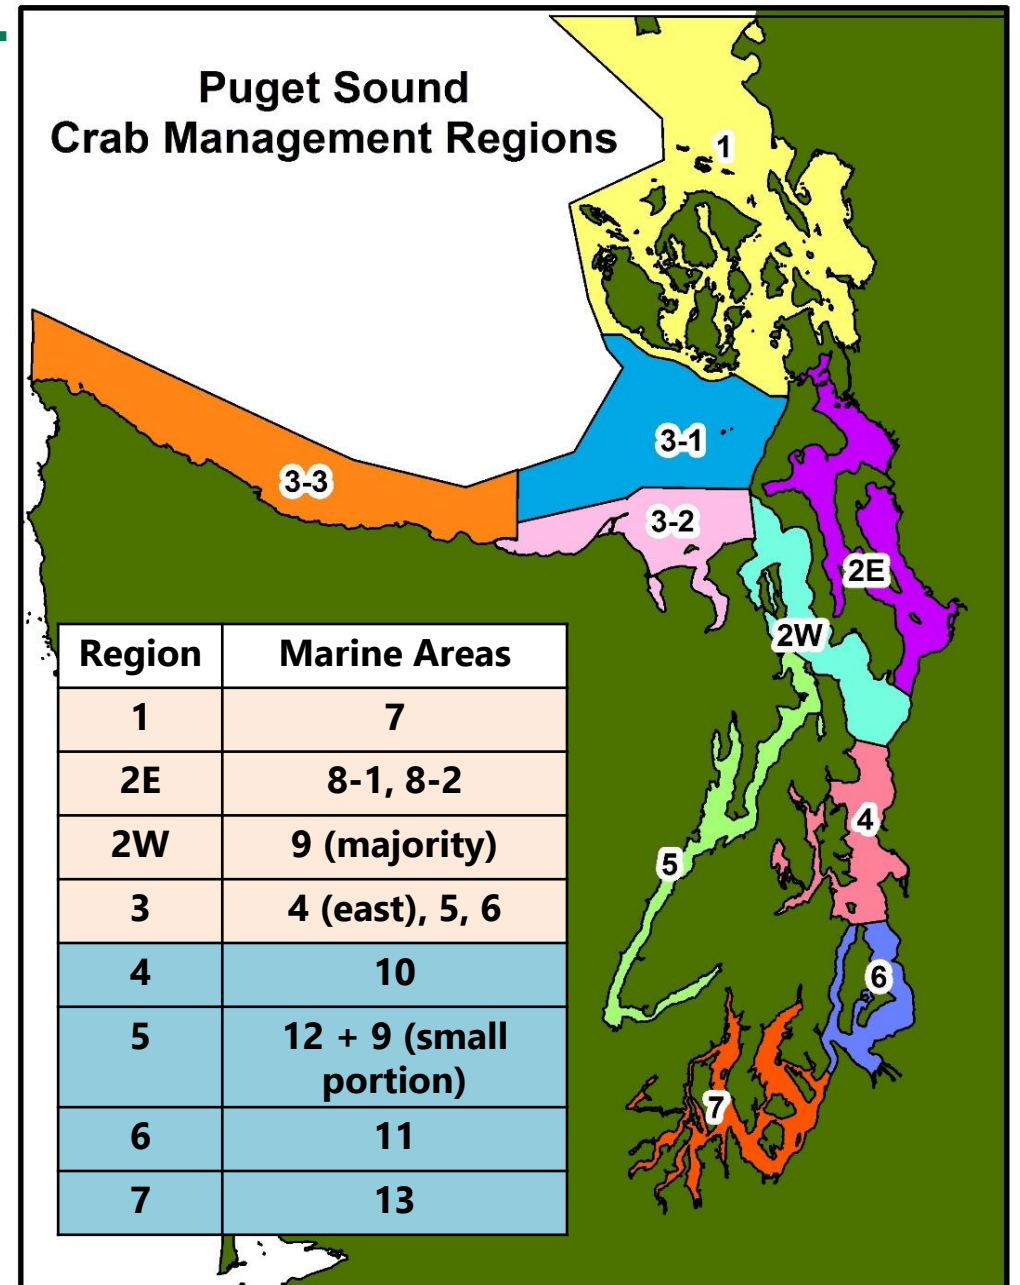 Puget Sound
Crab Management Regions
1
3-1
3-3
3-2
2E
2W
4
5
6
7
Region Marine Areas
1 7
2E 8-1, 8-2
2W 9 (majority)
3 4 (east), 5, 6
4 10
5 12 + 9 (small
portion)
6 11
7 13